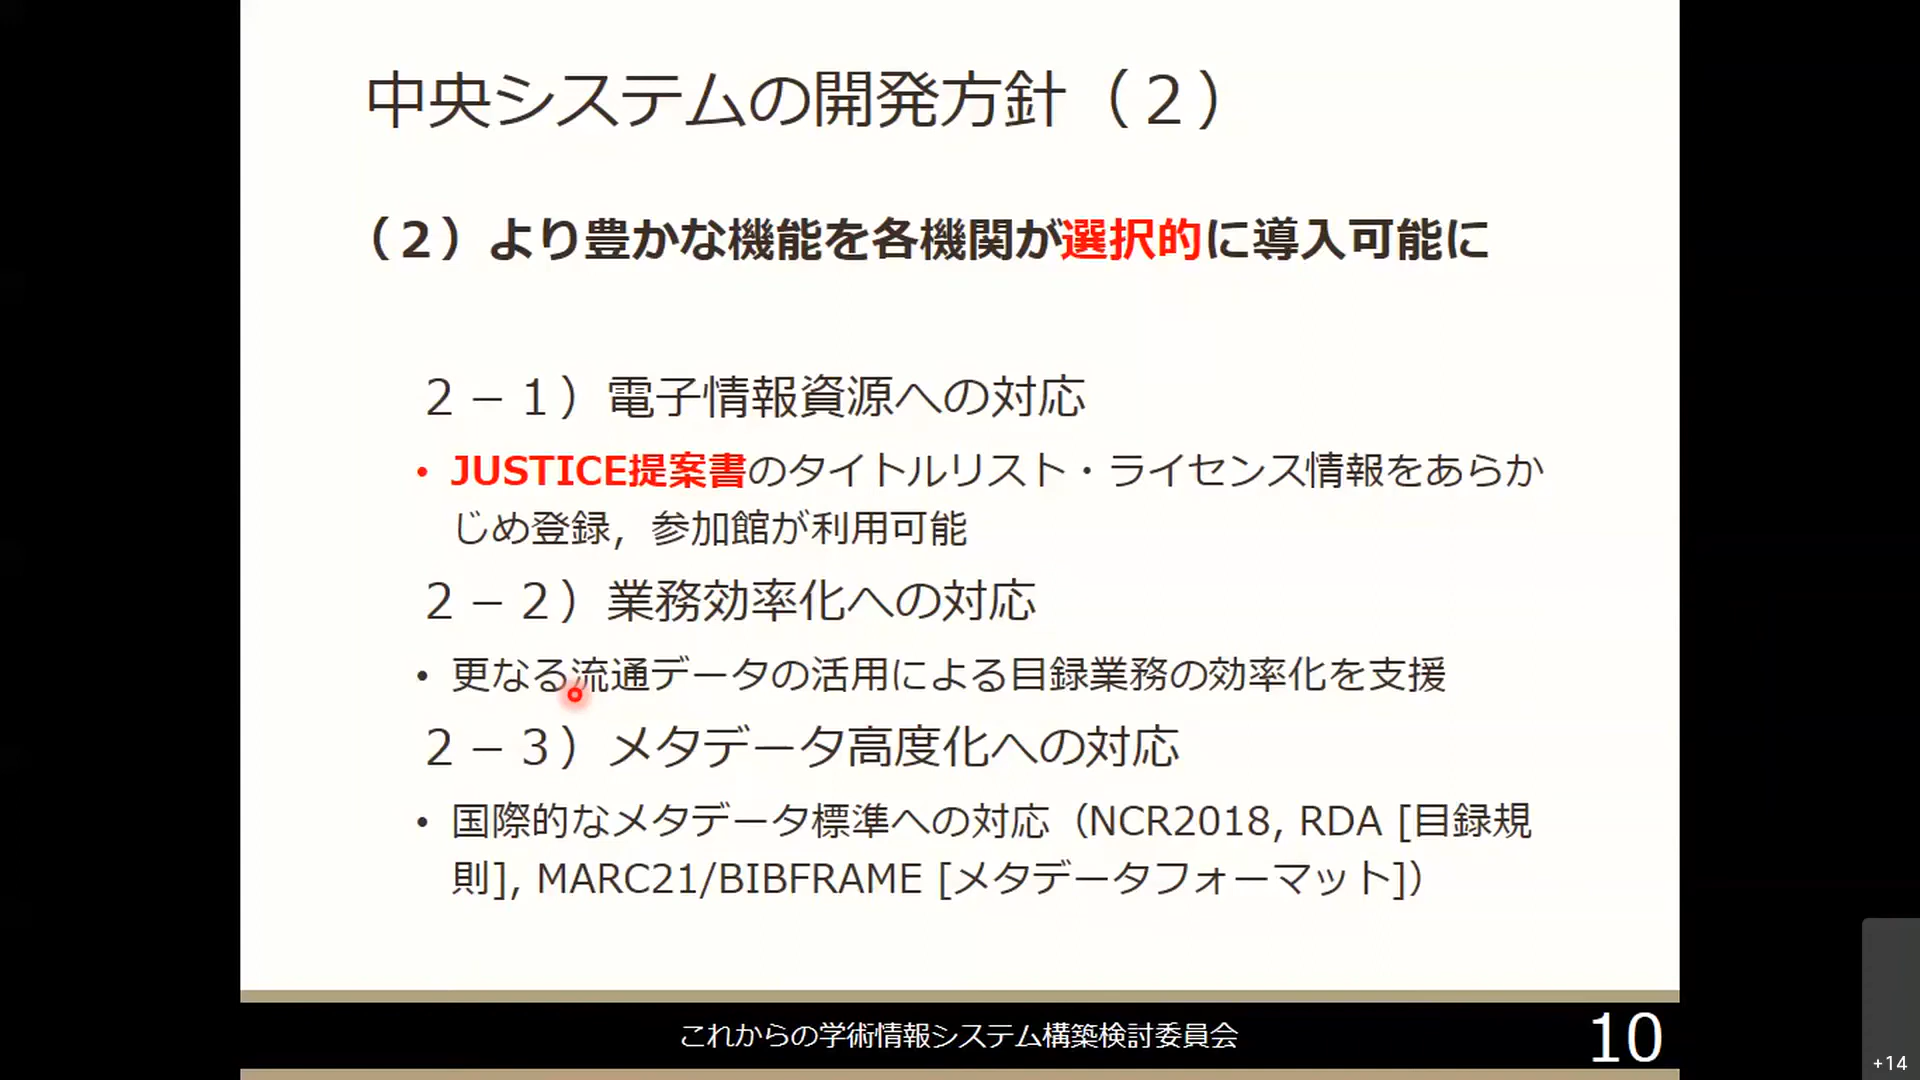 中央システムの開発方針（２）
（２）より豊かな機能を各機関が選択的に導入可能に
２－１）電子情報資源への対応
• JUSTICE提案書のタイトルリスト・ライセンス情報をあらか
じめ登録，参加館が利用可能
２－２）業務効率化への対応
• 更なる流通データの活用による目録業務の効率化を支援
２－３）メタデータ高度化への対応
• 国際的なメタデータ標準への対応（NCR2018, RDA [目録規
則], MARC21/BIBFRAME [メタデータフォーマット]）
これからの学術情報システム構築検討委員会
10
+14